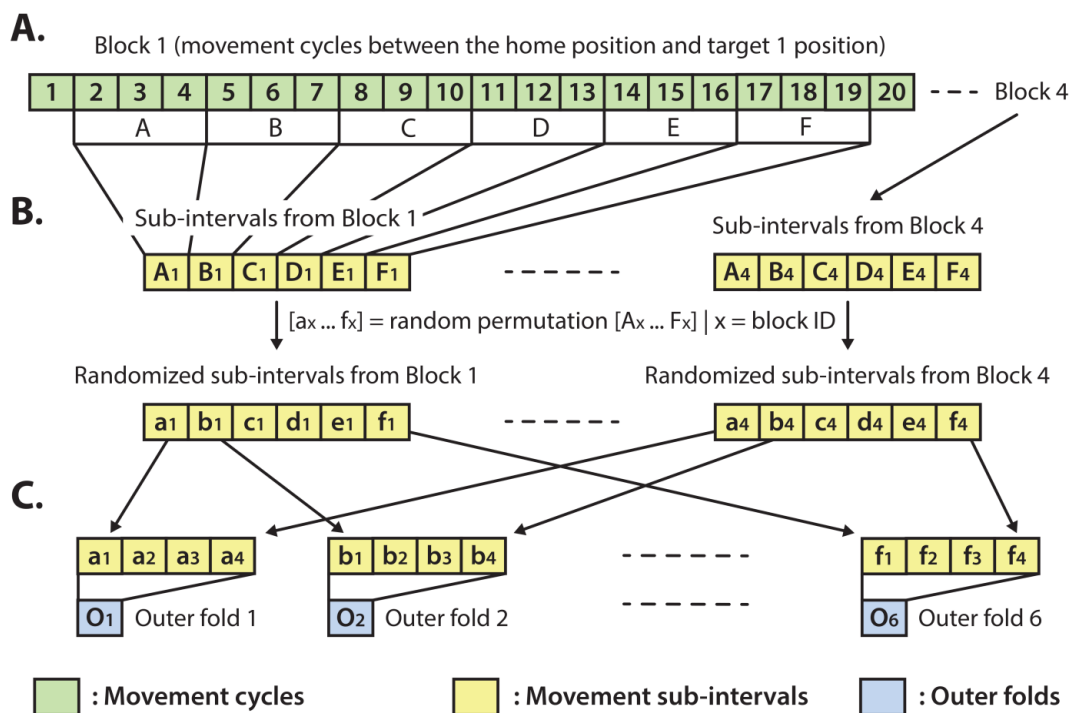 A.
Block 1 (movement cycles between the home position and target 1 position)
1 2 3 4 5 6 7 8 9 10 11 12 13 14 15 16 17 18 19 20 ---- Block 4
A B C D E F
B.
Sub-intervals from Block 1
Sub-intervals from Block 4
A1 B1 C1 D1 E1 F1 A4 B4 C4 D4 E4 F4
[ax ... fx] = random permutation [Ax ... Fx] | x = block ID
Randomized sub-intervals from Block 1 Randomized sub-intervals from Block 4
a1 b1 c1 d1 e1 f1 a4 b4 c4 d4 e4 f4
C.
a1 a2 a3 a4 b1 b2 b3 b4 f1 f2 f3 f4
O1 Outer fold 1 O2 Outer fold 2 O6 Outer fold 6
: Movement cycles : Movement sub-intervals : Outer folds